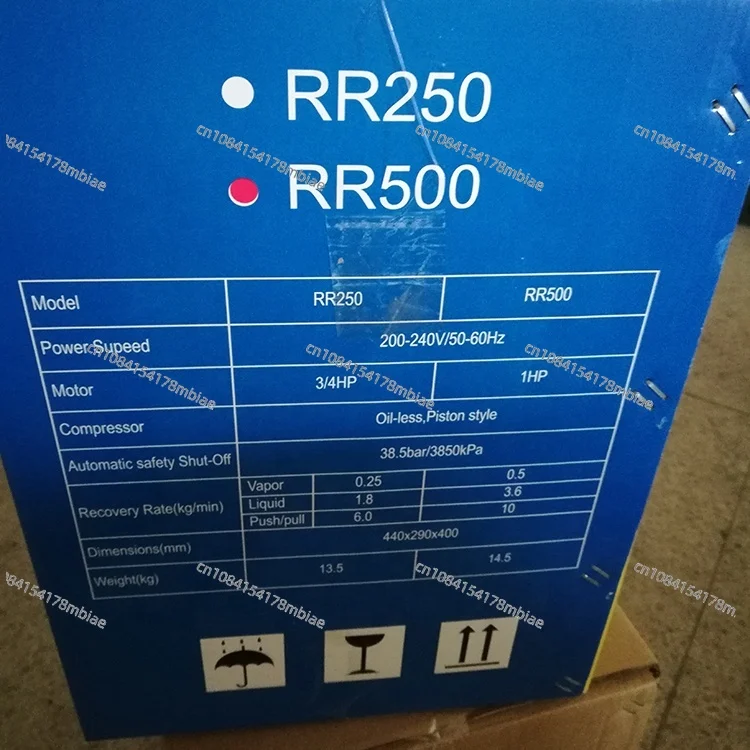 RR250
RR500
Model RR250 RR500
Power Supeed 200-240V/50-60Hz
Motor 3/4HP 1HP
Compressor Oil-less,Piston style
Automatic safety Shut-Off 38.5bar/3850kPa
Recovery Rate(kg/min) Vapor 0.25 0.5
Liquid 1.8 3.6
Push/pull 6.0 10
Dimensions(mm) 440x290x400
Weight(kg) 13.5 14.5
cn1084154178mbiae